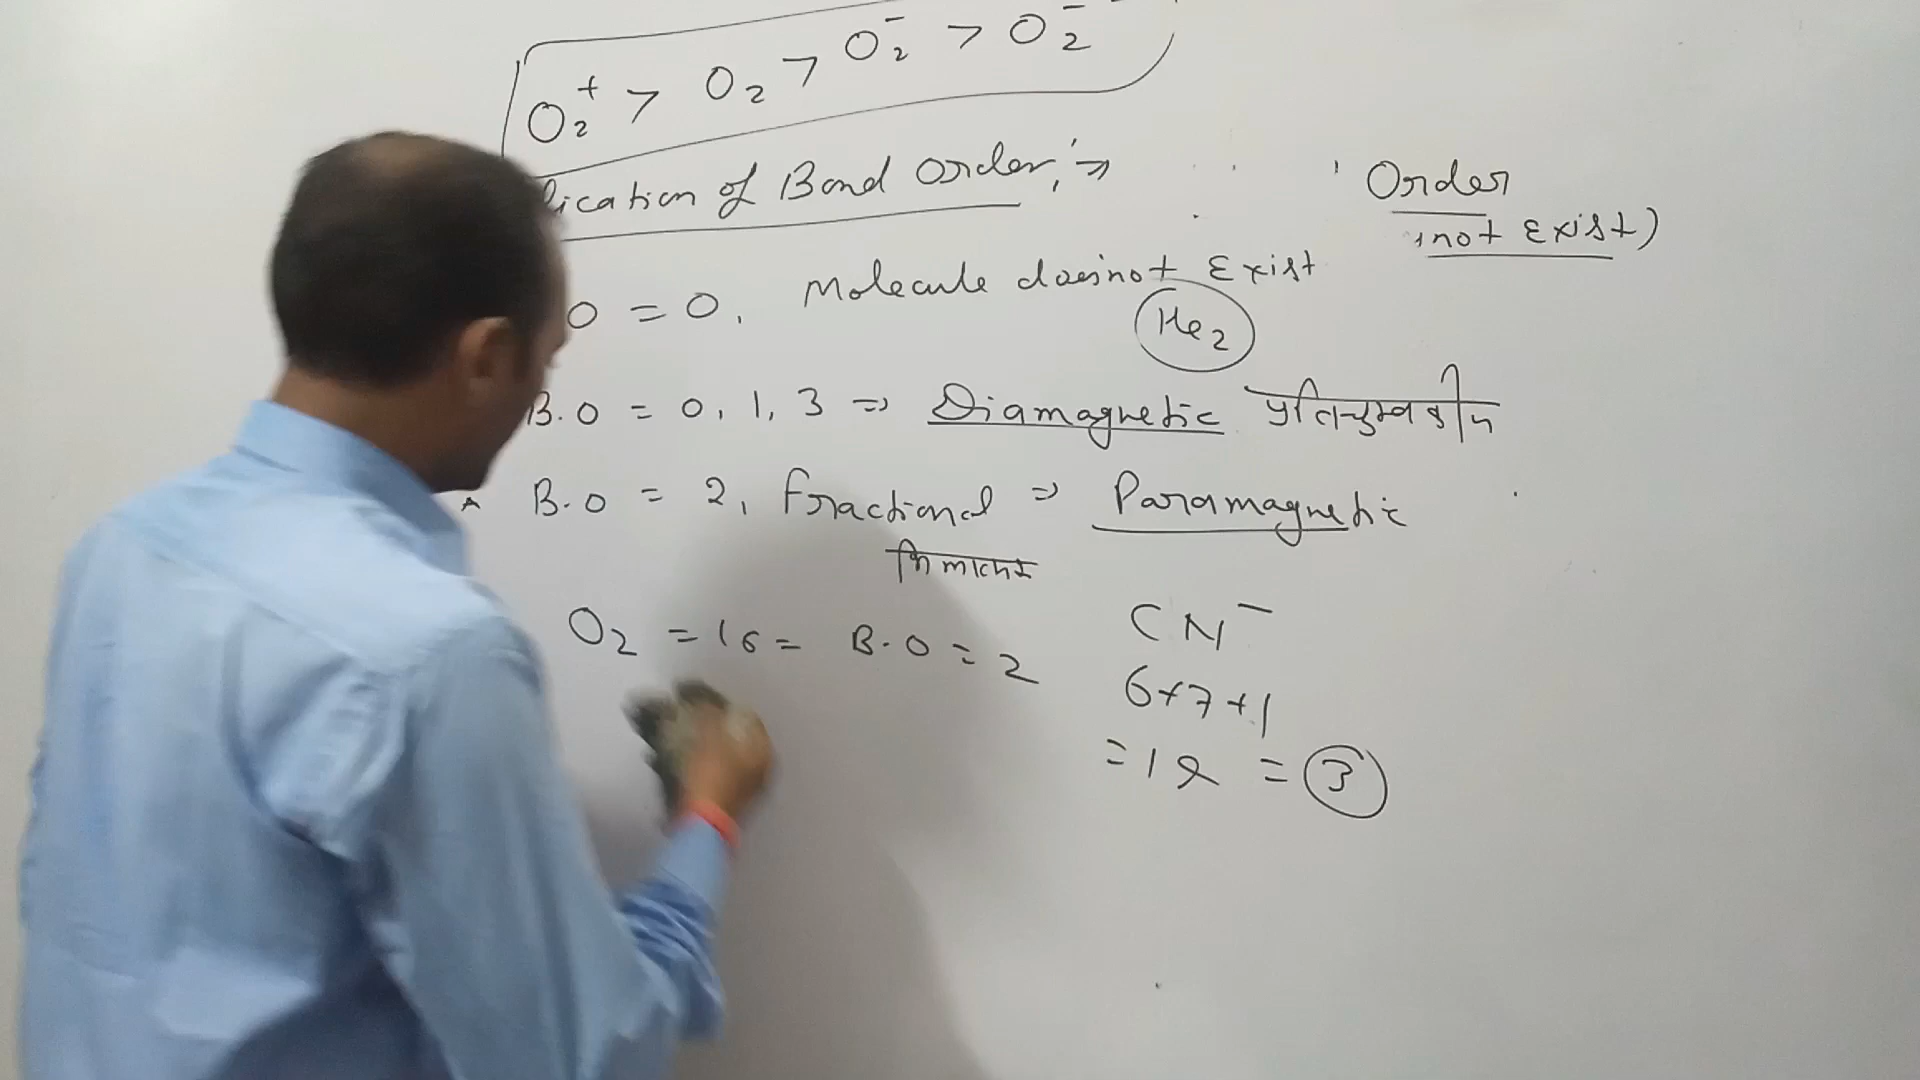 O₂⁺ > O₂ > O₂⁻ > O₂⁻
lication of Bond Order,:⇒
Order
not Exist)
O = 0, Molecule doesnot Exist
He₂
B.O = 0, 1, 3 ⇒ Diamagnetic प्रतिचुम्बकीय
B.O = 2, Fractional ⇒ Paramagnetic
O₂ = 16 = B.O = 2
CN⁻
6+7+1
= 14 = 3